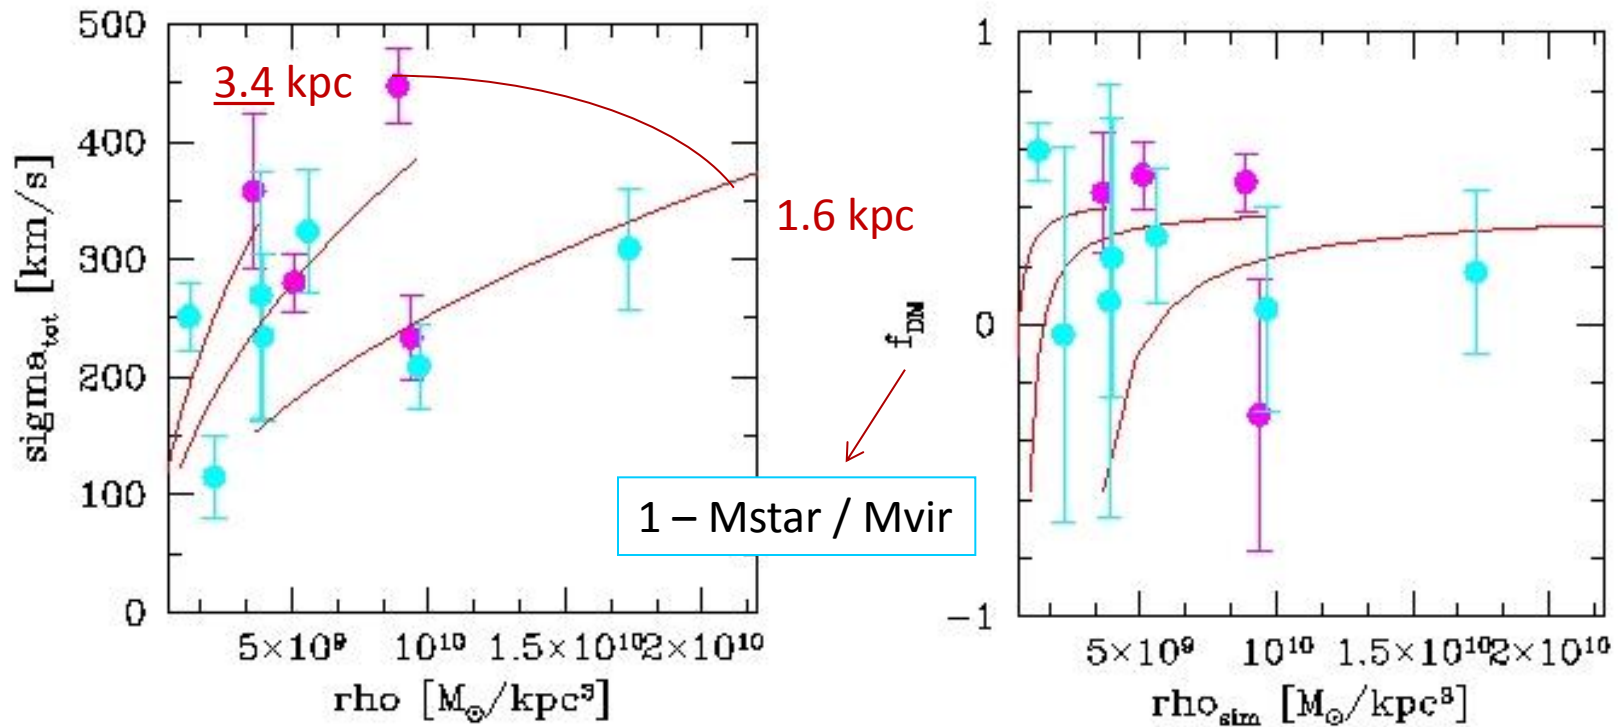 500
400
300
200
100
0
sigma_tot [km/s]
3.4 kpc
1.6 kpc
5×10⁹ 10¹⁰ 1.5×10¹⁰ 2×10¹⁰
rho [M☉/kpc³]
1 – Mstar / Mvir
1
0
−1
f_DM
5×10⁹ 10¹⁰ 1.5×10¹⁰ 2×10¹⁰
rho_sim [M☉/kpc³]